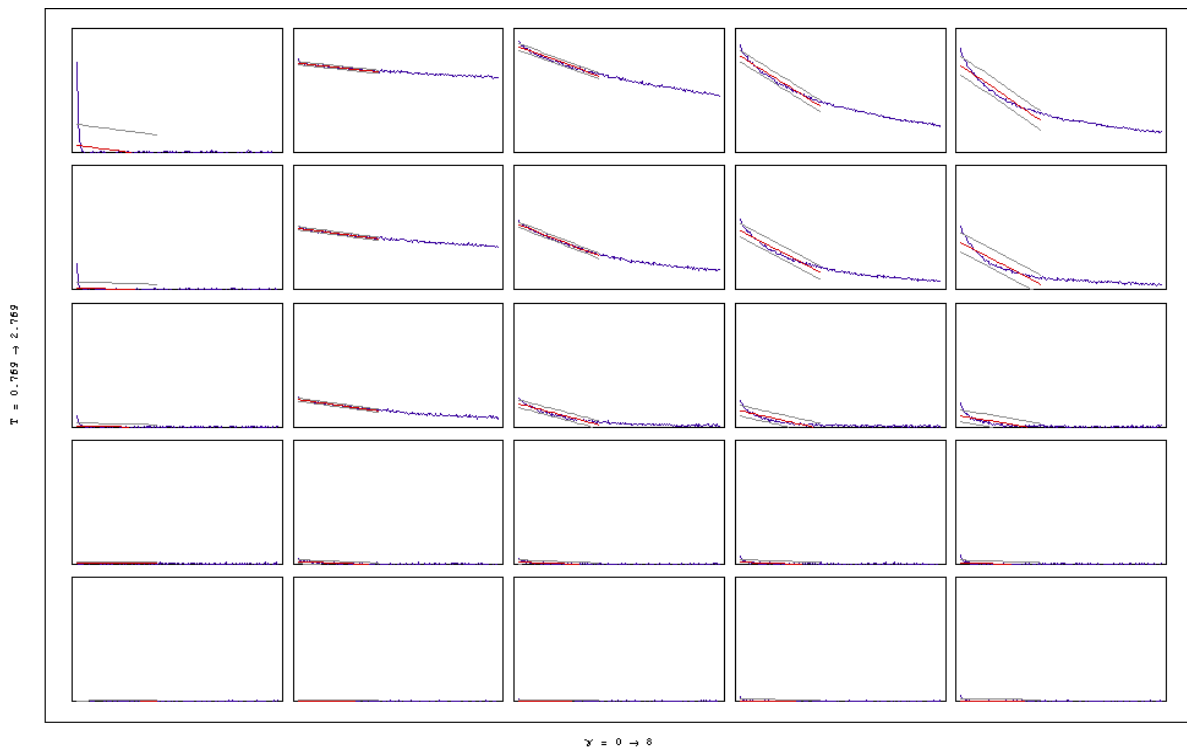 T = 0.769 → 2.769
γ = 0 → 8